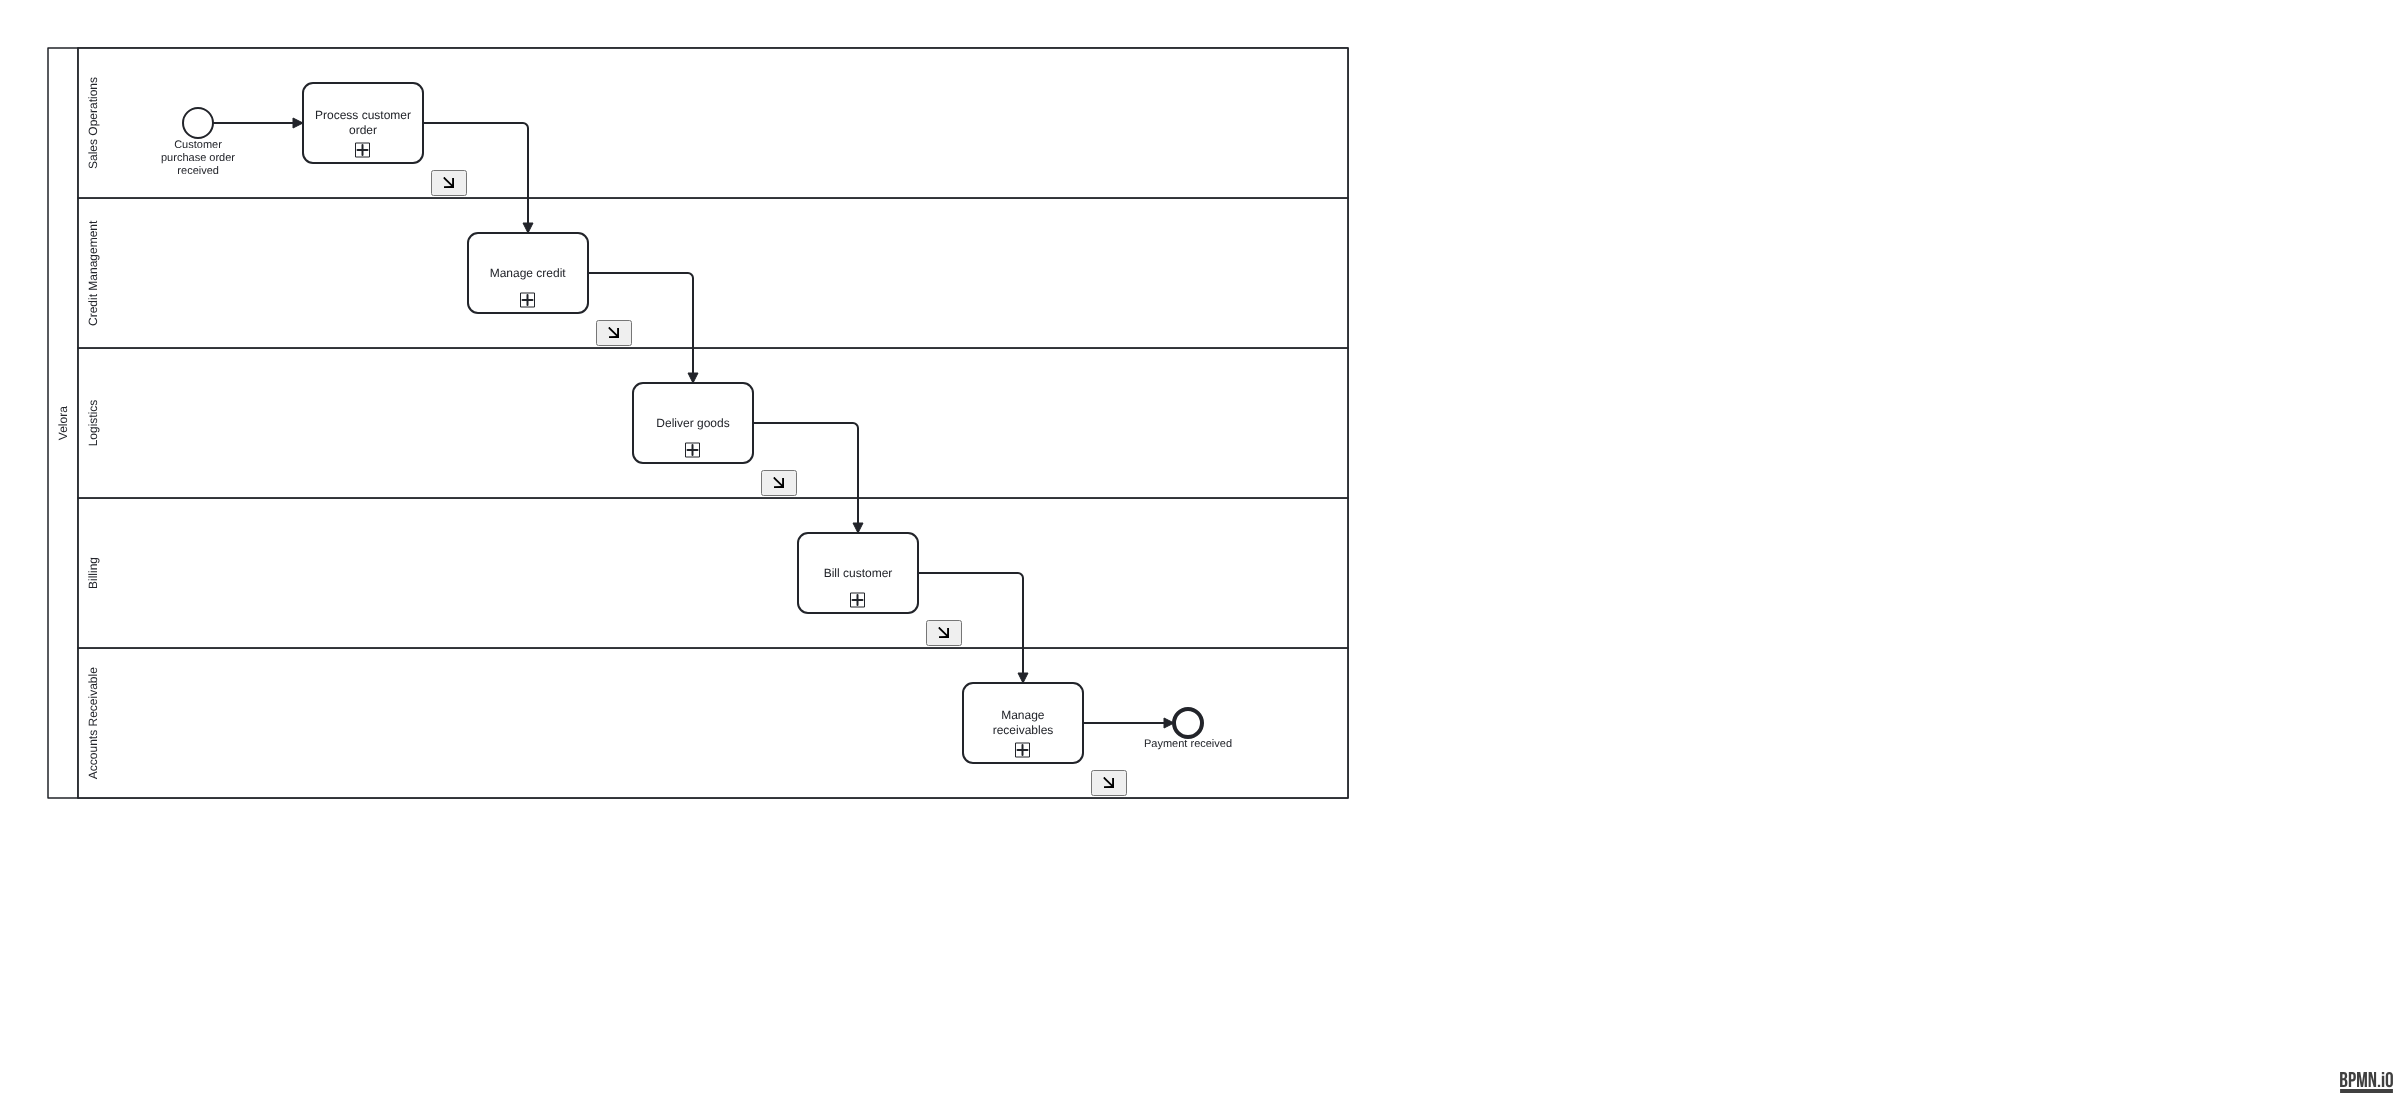 Velora
Sales Operations
Customer
purchase order
received
Process customer
order
Credit Management
Manage credit
Logistics
Deliver goods
Billing
Bill customer
Accounts Receivable
Manage
receivables
Payment received
BPMN.iO